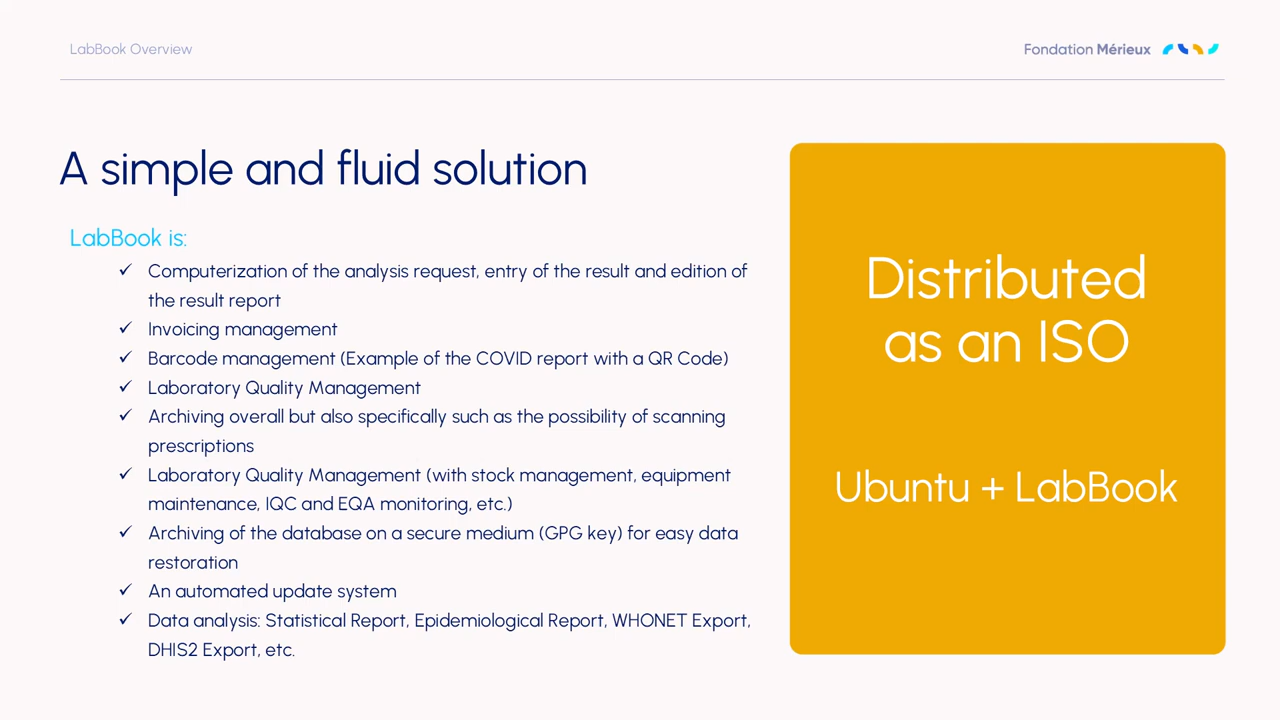 LabBook Overview
Fondation Mérieux
A simple and fluid solution
LabBook is:
✓ Computerization of the analysis request, entry of the result and edition of
the result report
✓ Invoicing management
✓ Barcode management (Example of the COVID report with a QR Code)
✓ Laboratory Quality Management
✓ Archiving overall but also specifically such as the possibility of scanning
prescriptions
✓ Laboratory Quality Management (with stock management, equipment
maintenance, IQC and EQA monitoring, etc.)
✓ Archiving of the database on a secure medium (GPG key) for easy data
restoration
✓ An automated update system
✓ Data analysis: Statistical Report, Epidemiological Report, WHONET Export,
DHIS2 Export, etc.
Distributed
as an ISO
Ubuntu + LabBook